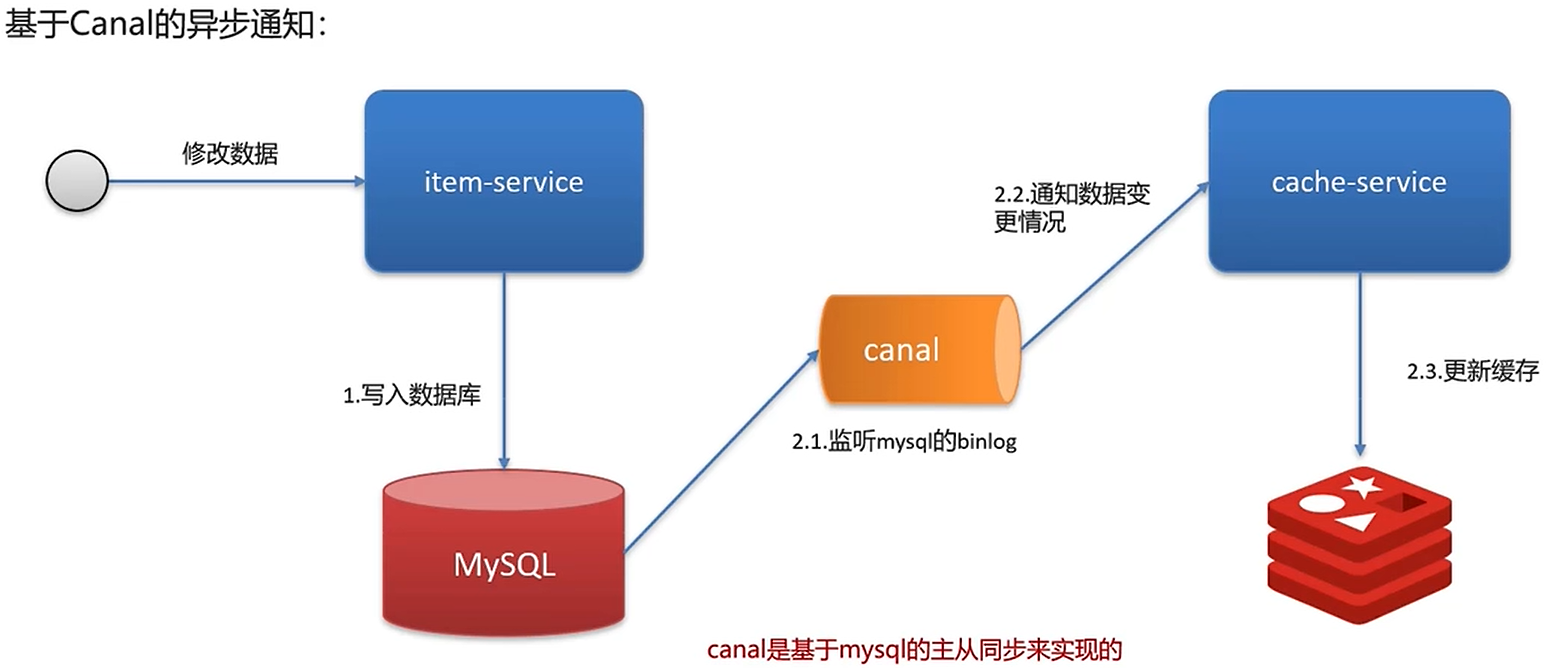 基于Canal的异步通知：
修改数据
item-service
cache-service
2.2.通知数据变
更情况
canal
1.写入数据库
2.3.更新缓存
2.1.监听mysql的binlog
MySQL
canal是基于mysql的主从同步来实现的